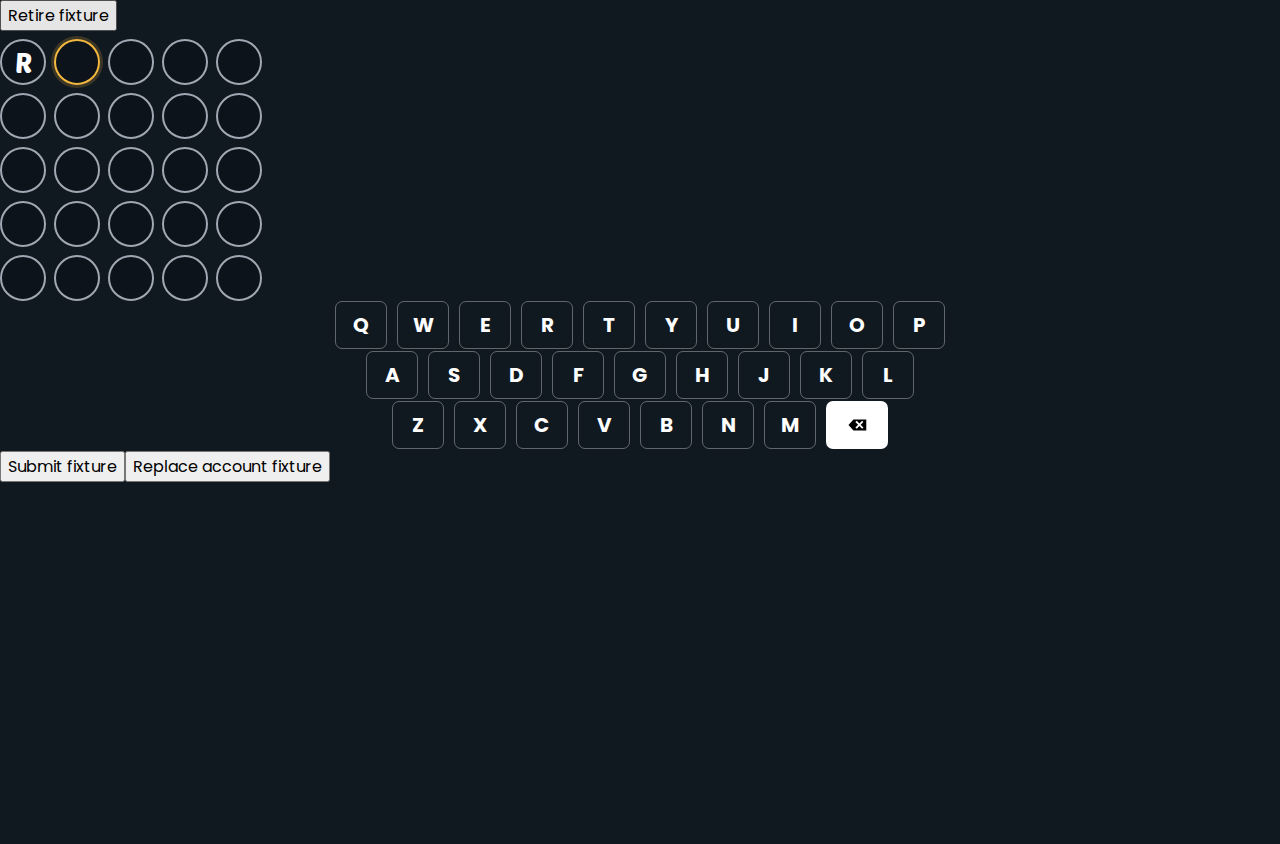 Retire fixture
R
Q W E R T Y U I O P
A S D F G H J K L
Z X C V B N M
Submit fixture Replace account fixture